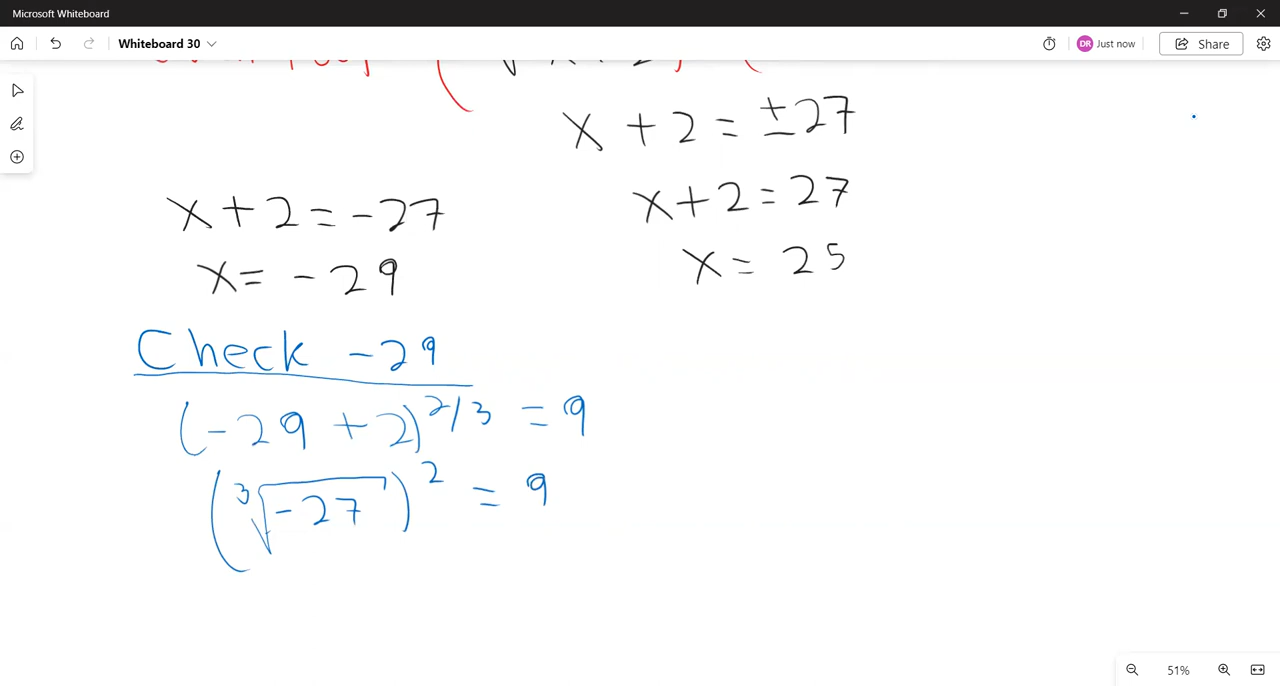 Microsoft Whiteboard
Whiteboard 30
DR Just now
Share
x + 2 = ±27
x + 2 = -27
x + 2 = 27
x = -29
x = 25
Check -29
(-29 + 2)^2/3 = 9
(∛-27)^2 = 9
51%